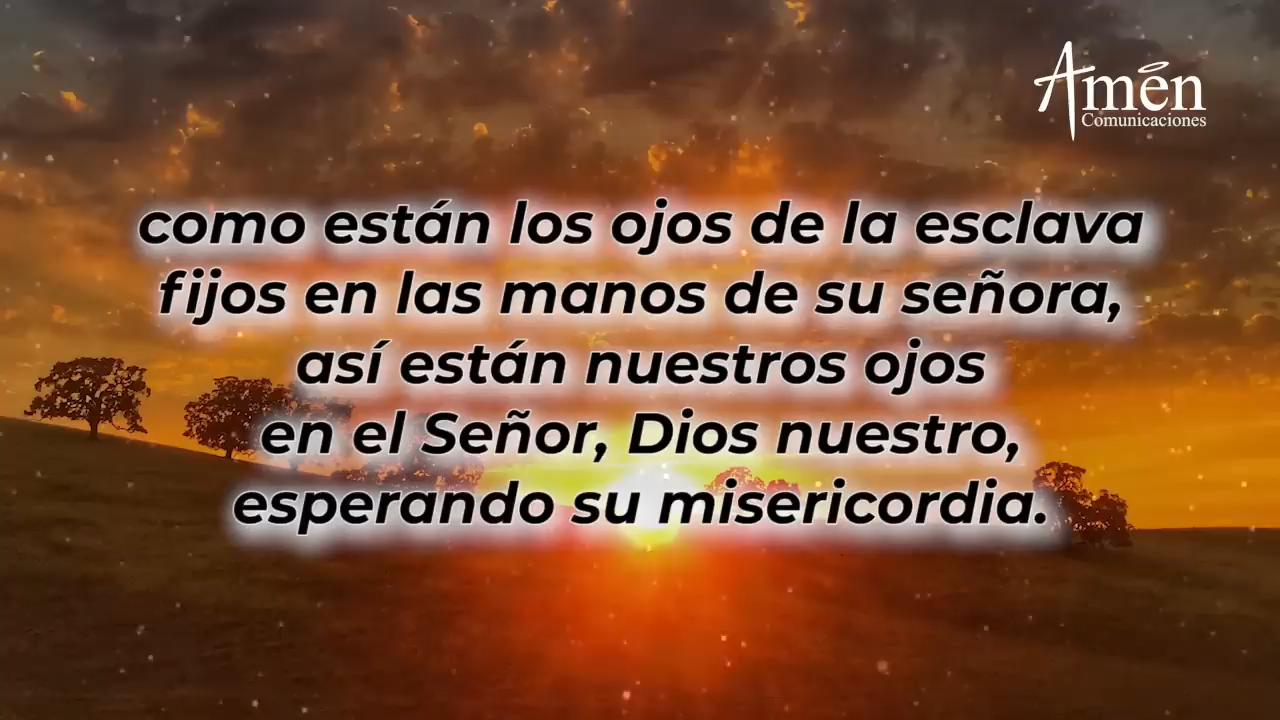 Amén
Comunicaciones
como están los ojos de la esclava
fijos en las manos de su señora,
así están nuestros ojos
en el Señor, Dios nuestro,
esperando su misericordia.